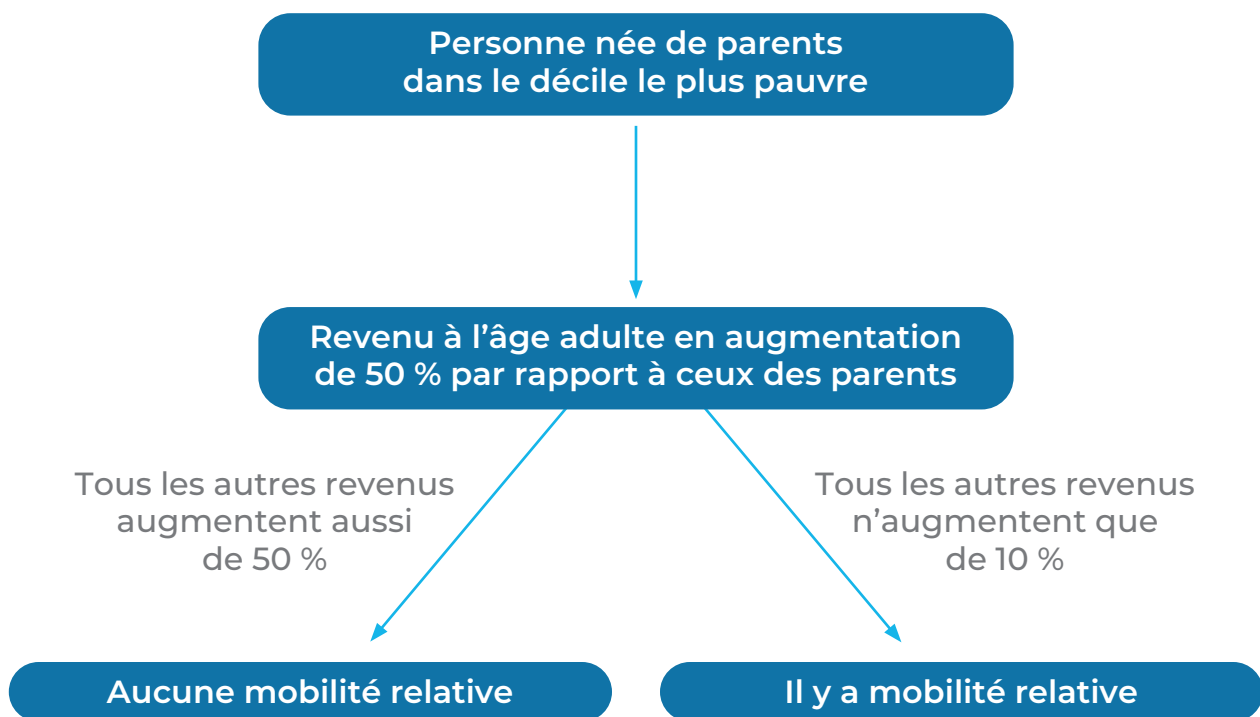 Personne née de parents
dans le décile le plus pauvre
Revenu à l’âge adulte en augmentation
de 50 % par rapport à ceux des parents
Tous les autres revenus
augmentent aussi
de 50 %
Tous les autres revenus
n’augmentent que
de 10 %
Aucune mobilité relative
Il y a mobilité relative